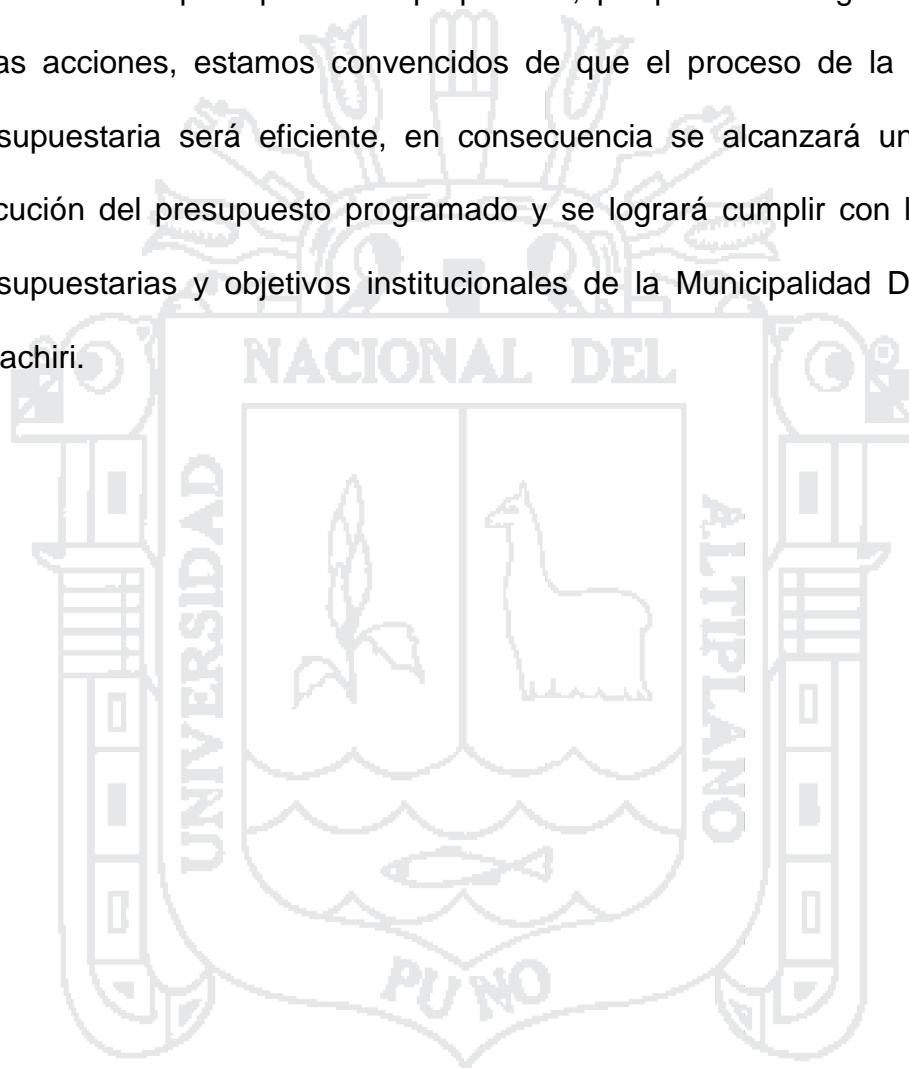 as acciones, estamos convencidos de que el proceso de la
supuestaria será eficiente, en consecuencia se alcanzará un
cución del presupuesto programado y se logrará cumplir con l
supuestarias y objetivos institucionales de la Municipalidad D
achiri.
NACIONAL DEL
UNIVERSIDAD
ALTIPLANO
PUNO